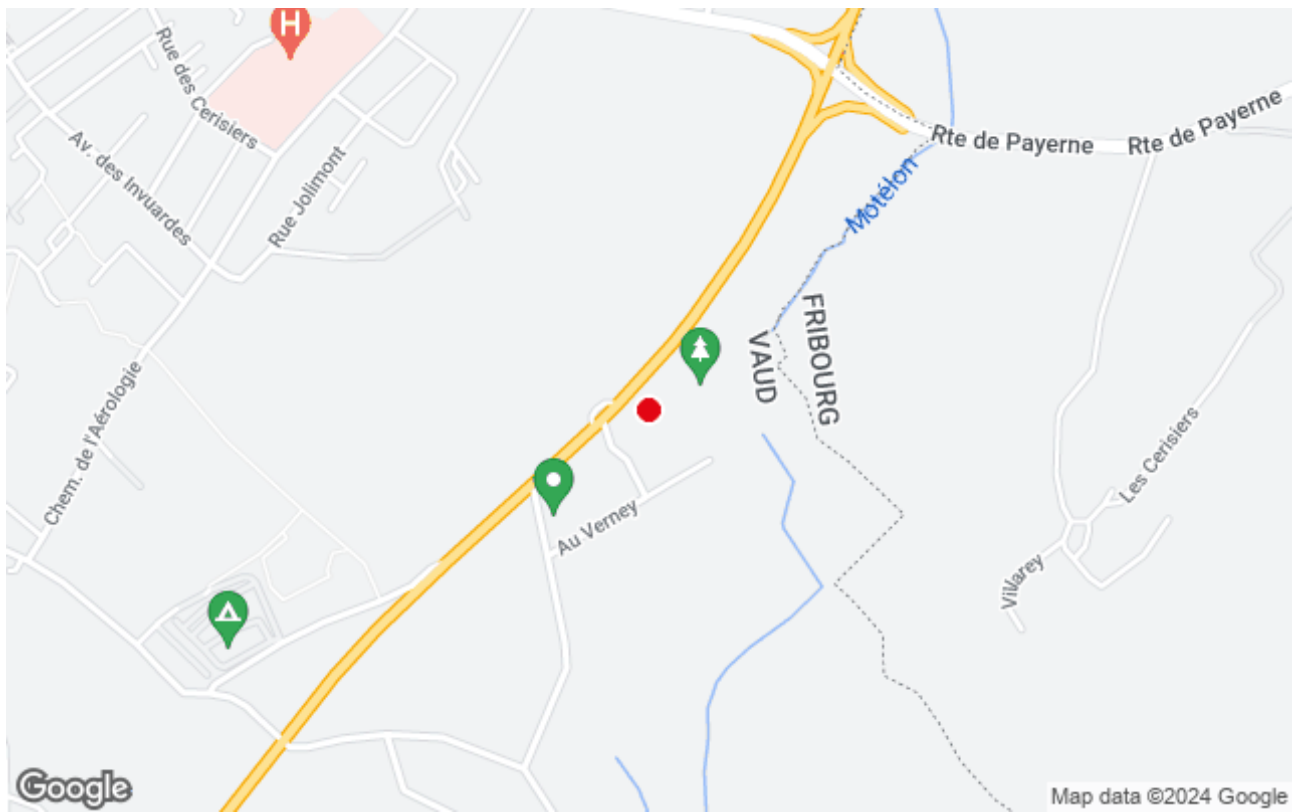 H
Rue des Cerisiers
Av. des Invuardes
Rue Jolimont
Rte de Payerne
Rte de Payerne
Motélon
FRIBOURG
VAUD
Chem. de l'Aérologie
Les Cerisiers
Au Verney
Villarey
Google
Map data ©2024 Google